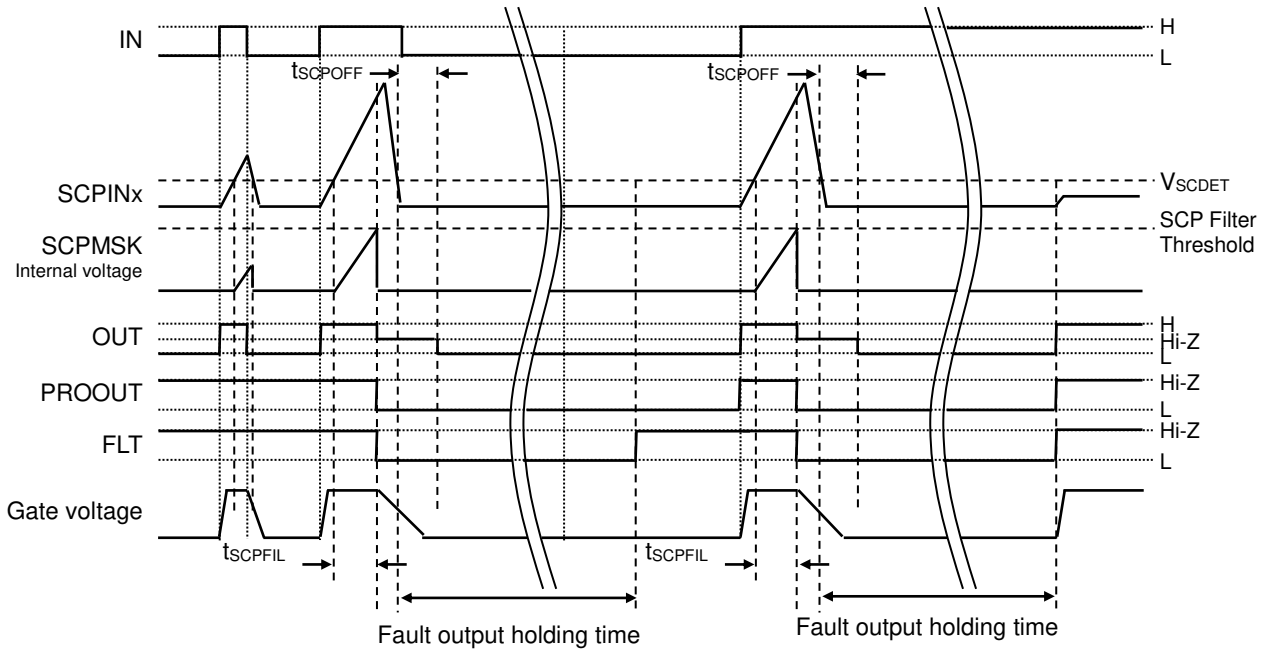 IN
H
L
tSCPOFF
tSCPOFF
SCPINx
VSCDET
SCPMSK
Internal voltage
SCP Filter
Threshold
OUT
H
Hi-Z
L
PROOUT
Hi-Z
L
FLT
Hi-Z
L
Gate voltage
tSCPFIL
tSCPFIL
Fault output holding time
Fault output holding time